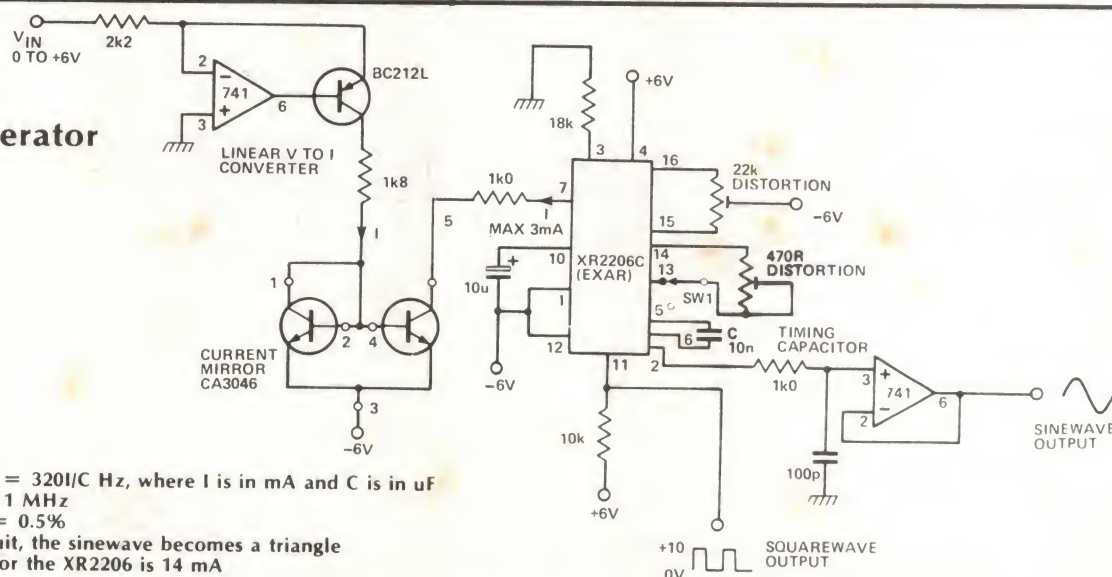 V IN
0 TO +6V
2k2
2
741
3
6
BC212L
erator
LINEAR V TO I
CONVERTER
1k8
I
1
2
4
5
CURRENT
MIRROR
CA3046
3
-6V
1k0
7
I
MAX 3mA
10
10u
1
12
-6V
18k
3
+6V
4
16
22k
DISTORTION
-6V
15
XR2206C
(EXAR)
14
470R
DISTORTION
13
SW1
5
6
C
10n
TIMING
CAPACITOR
2
11
1k0
100p
3
741
2
6
SINEWAVE
OUTPUT
10k
+6V
+10
0V
SQUAREWAVE
OUTPUT
= 320I/C Hz, where I is in mA and C is in uF
1 MHz
= 0.5%
uit, the sinewave becomes a triangle
or the XR2206 is 14 mA